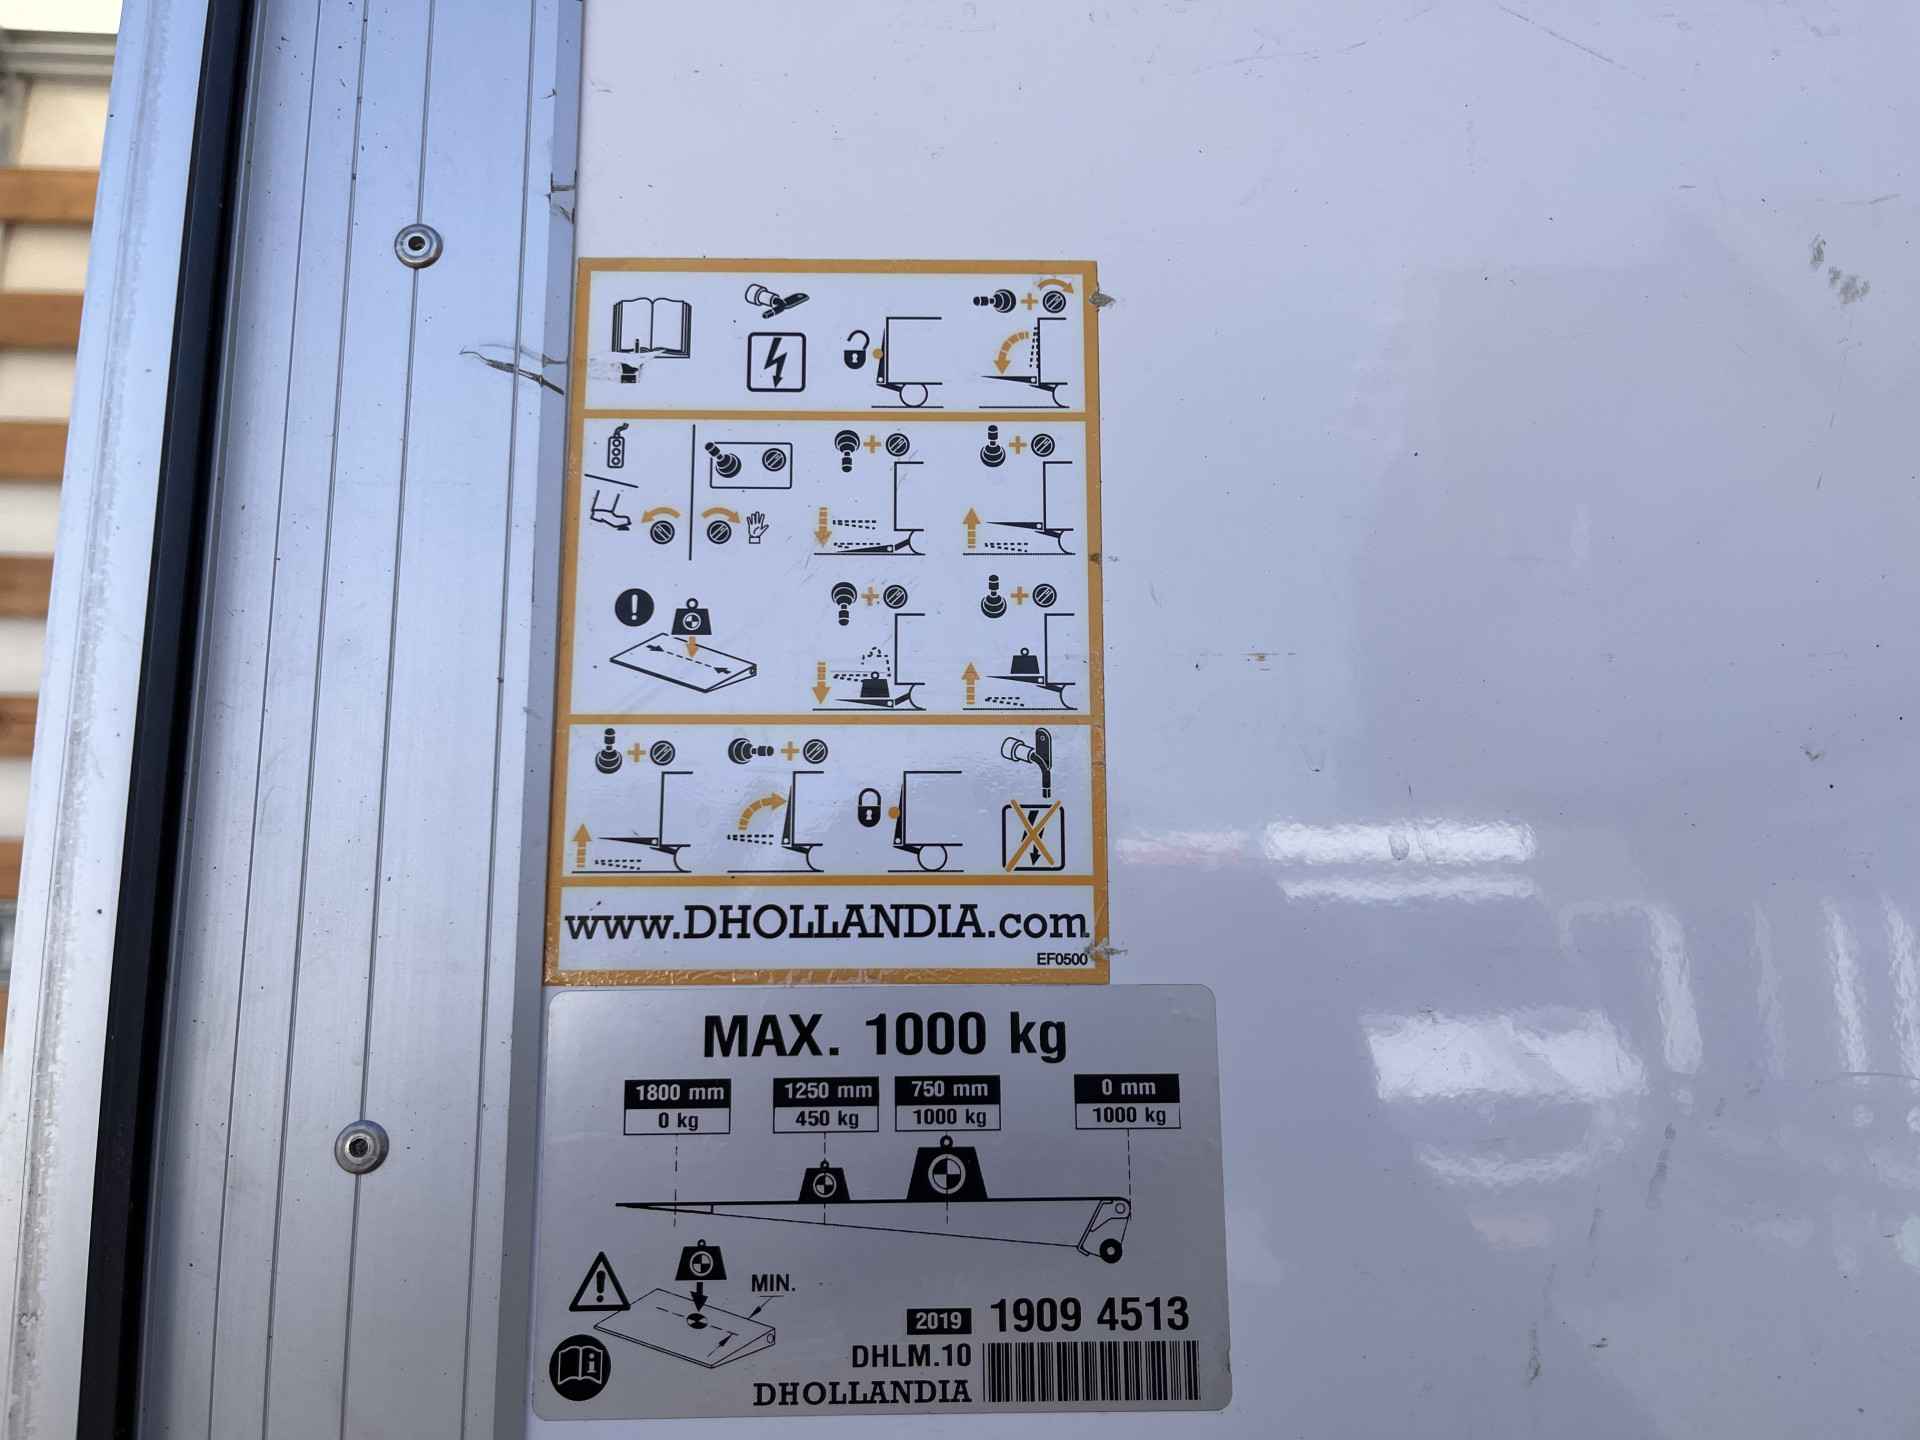 www.DHOLLANDIA.com
EF0500
MAX. 1000 kg
1800 mm 1250 mm 750 mm 0 mm
0 kg 450 kg 1000 kg 1000 kg
MIN.
2019 1909 4513
DHLM.10
DHOLLANDIA